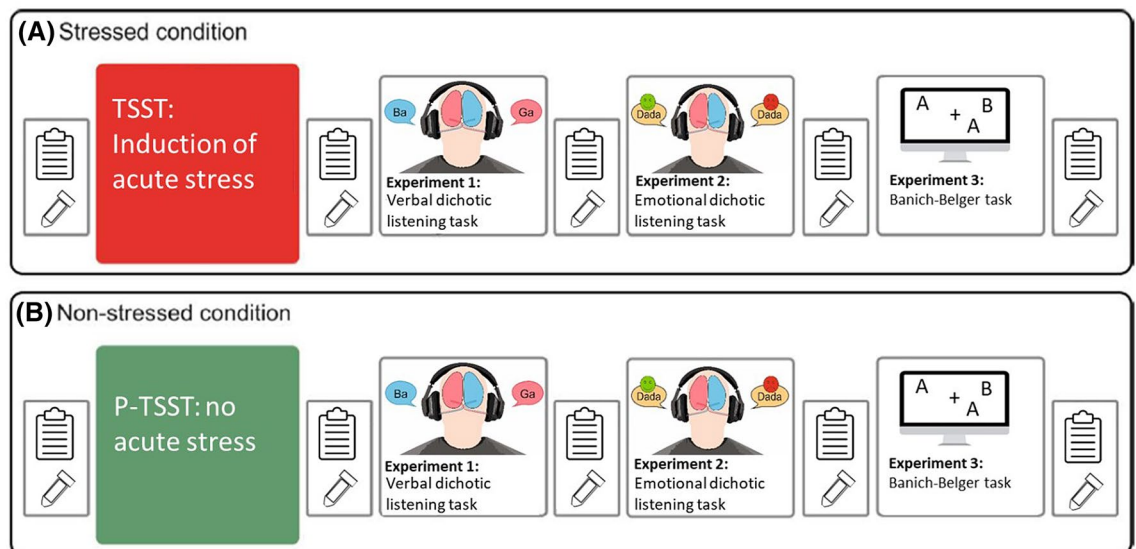 (A) Stressed condition
TSST:
Induction of
acute stress
Ba
Ga
Experiment 1:
Verbal dichotic
listening task
Dada
Dada
Experiment 2:
Emotional dichotic
listening task
A + B
A
Experiment 3:
Banich-Belger task
(B) Non-stressed condition
P-TSST: no
acute stress
Ba
Ga
Experiment 1:
Verbal dichotic
listening task
Dada
Dada
Experiment 2:
Emotional dichotic
listening task
A + B
A
Experiment 3:
Banich-Belger task